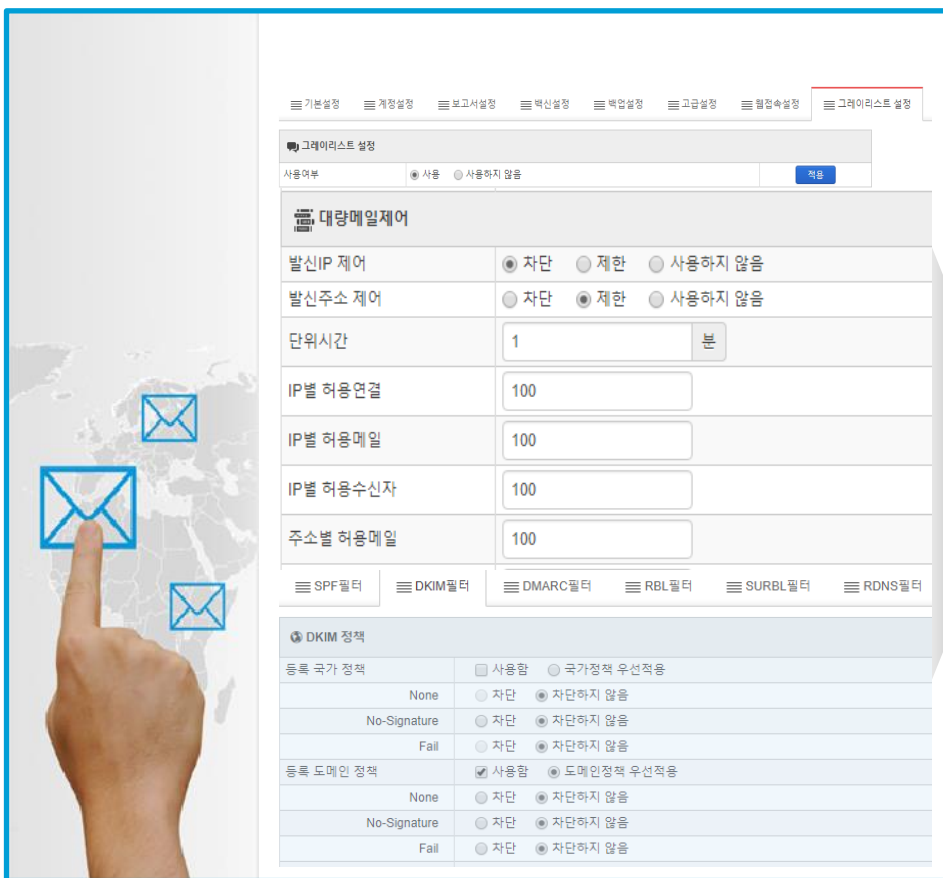 기본설정 계정설정 보고서설정 백신설정 백업설정 고급설정 웹접속설정 그레이리스트 설정
그레이리스트 설정
사용여부 사용 사용하지 않음 적용
대량메일제어
발신IP 제어 차단 제한 사용하지 않음
발신주소 제어 차단 제한 사용하지 않음
단위시간 1 분
IP별 허용연결 100
IP별 허용메일 100
IP별 허용수신자 100
주소별 허용메일 100
SPF필터 DKIM필터 DMARC필터 RBL필터 SURBL필터 RDNS필터
DKIM 정책
등록 국가 정책 사용함 국가정책 우선적용
None 차단 차단하지 않음
No-Signature 차단 차단하지 않음
Fail 차단 차단하지 않음
등록 도메인 정책 사용함 도메인정책 우선적용
None 차단 차단하지 않음
No-Signature 차단 차단하지 않음
Fail 차단 차단하지 않음